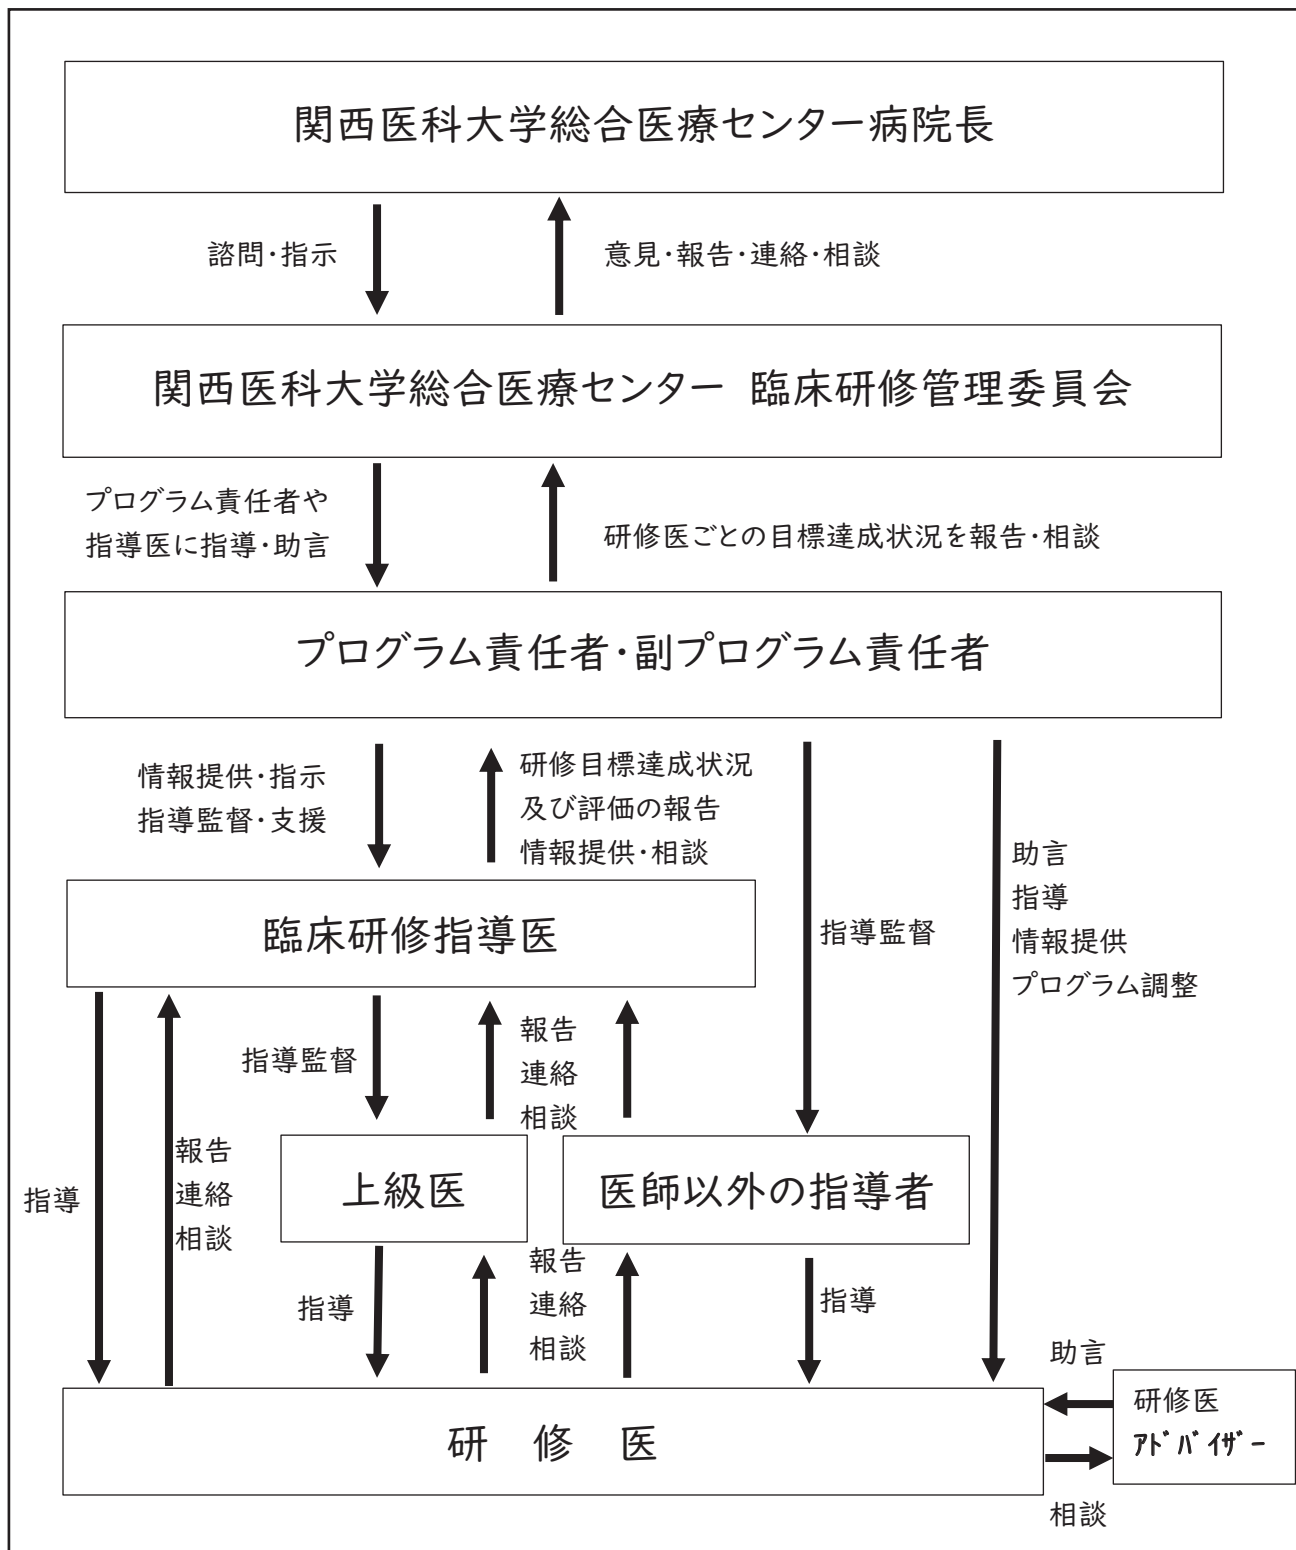 関西医科大学総合医療センター病院長
諮問・指示
意見・報告・連絡・相談
関西医科大学総合医療センター 臨床研修管理委員会
プログラム責任者や
指導医に指導・助言
研修医ごとの目標達成状況を報告・相談
プログラム責任者・副プログラム責任者
情報提供・指示
指導監督・支援
研修目標達成状況
及び評価の報告
情報提供・相談
指導監督
助言
指導
情報提供
プログラム調整
臨床研修指導医
指導
報告
連絡
相談
指導監督
報告
連絡
相談
上級医
医師以外の指導者
指導
報告
連絡
相談
指導
研 修 医
助言
研修医
ｱﾄﾞﾊﾞｲｻﾞｰ
相談